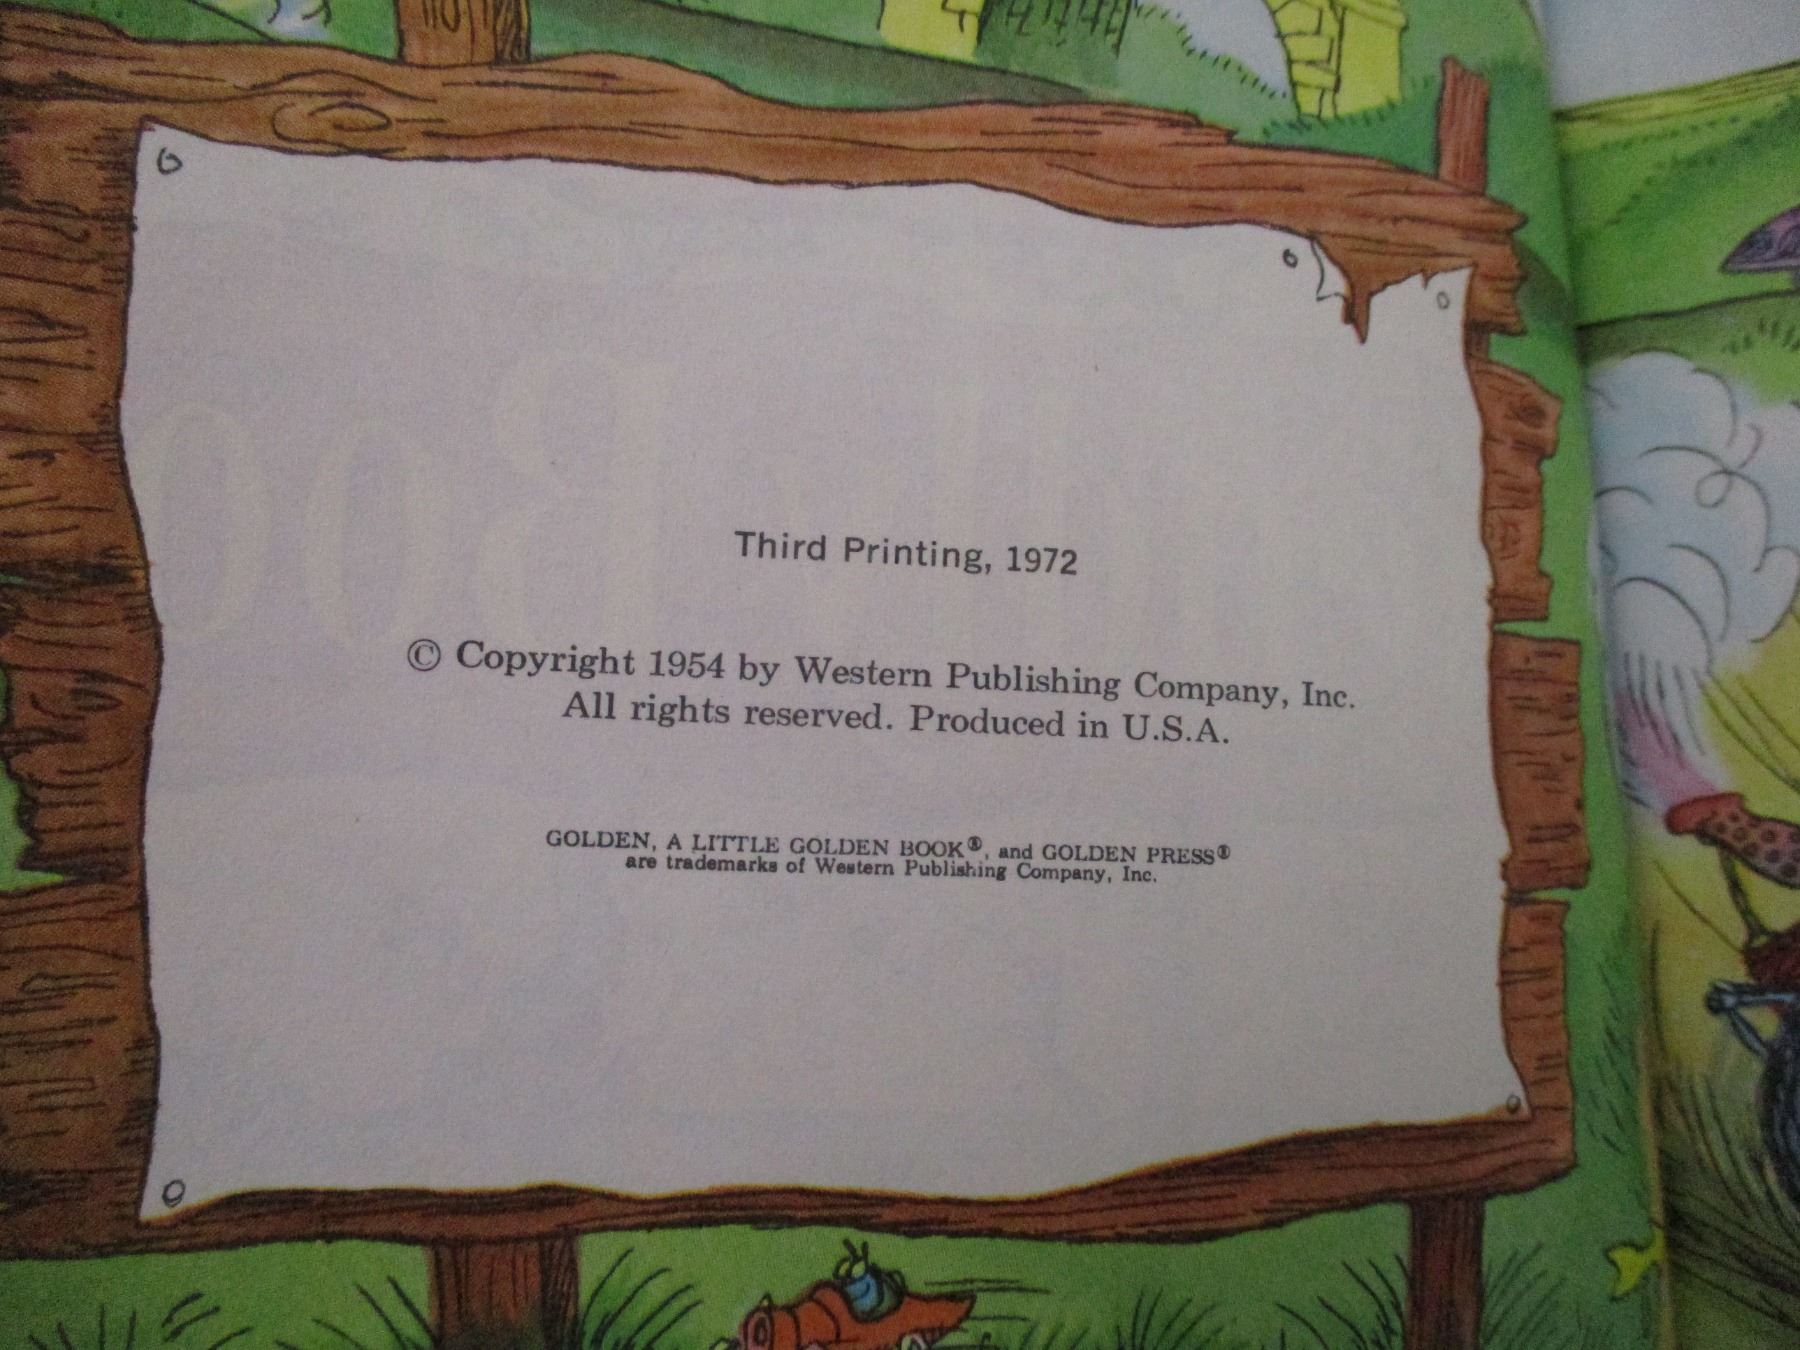 Third Printing, 1972
© Copyright 1954 by Western Publishing Company, Inc.
All rights reserved. Produced in U.S.A.
GOLDEN, A LITTLE GOLDEN BOOK®, and GOLDEN PRESS®
are trademarks of Western Publishing Company, Inc.